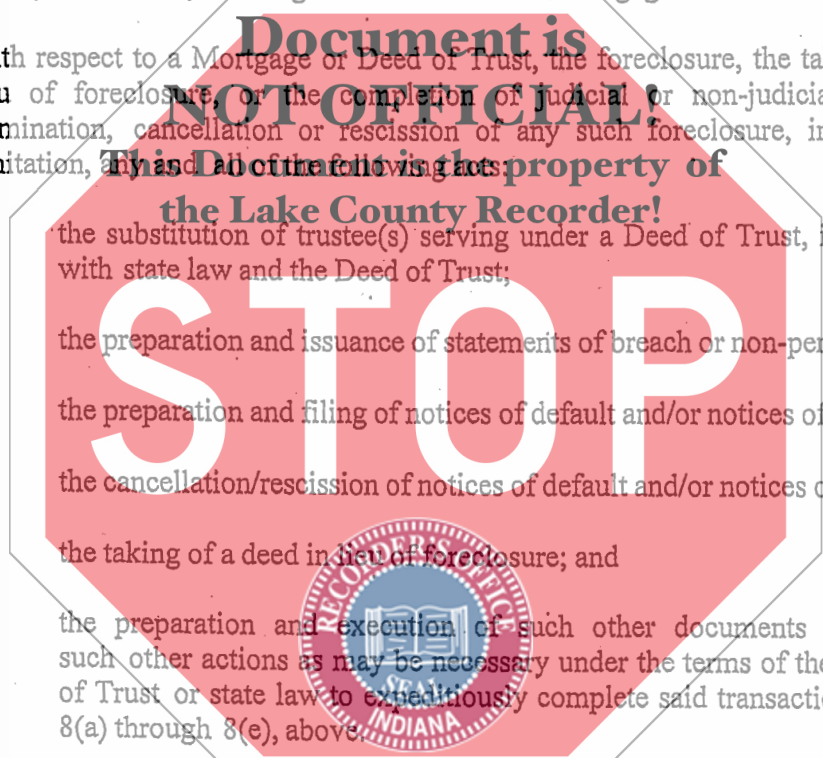 Document is
th respect to a Mortgage or Deed of Trust, the foreclosure, the ta
u of foreclosure, or the completion of judicial or non-judicia
NOT OFFICIAL!
mination, cancellation or rescission of any such foreclosure, in
itation, any and all of the following acts:
This Document is the property of
the Lake County Recorder!
the substitution of trustee(s) serving under a Deed of Trust, i
with state law and the Deed of Trust;
STOP
the preparation and issuance of statements of breach or non-per
the preparation and filing of notices of default and/or notices of
the cancellation/rescission of notices of default and/or notices o
the taking of a deed in lieu of foreclosure; and
RECORDER'S OFFICE
the preparation and execution of such other documents
such other actions as may be necessary under the terms of the
of Trust or state law to expeditiously complete said transacti
8(a) through 8(e), above.
SEAL
INDIANA